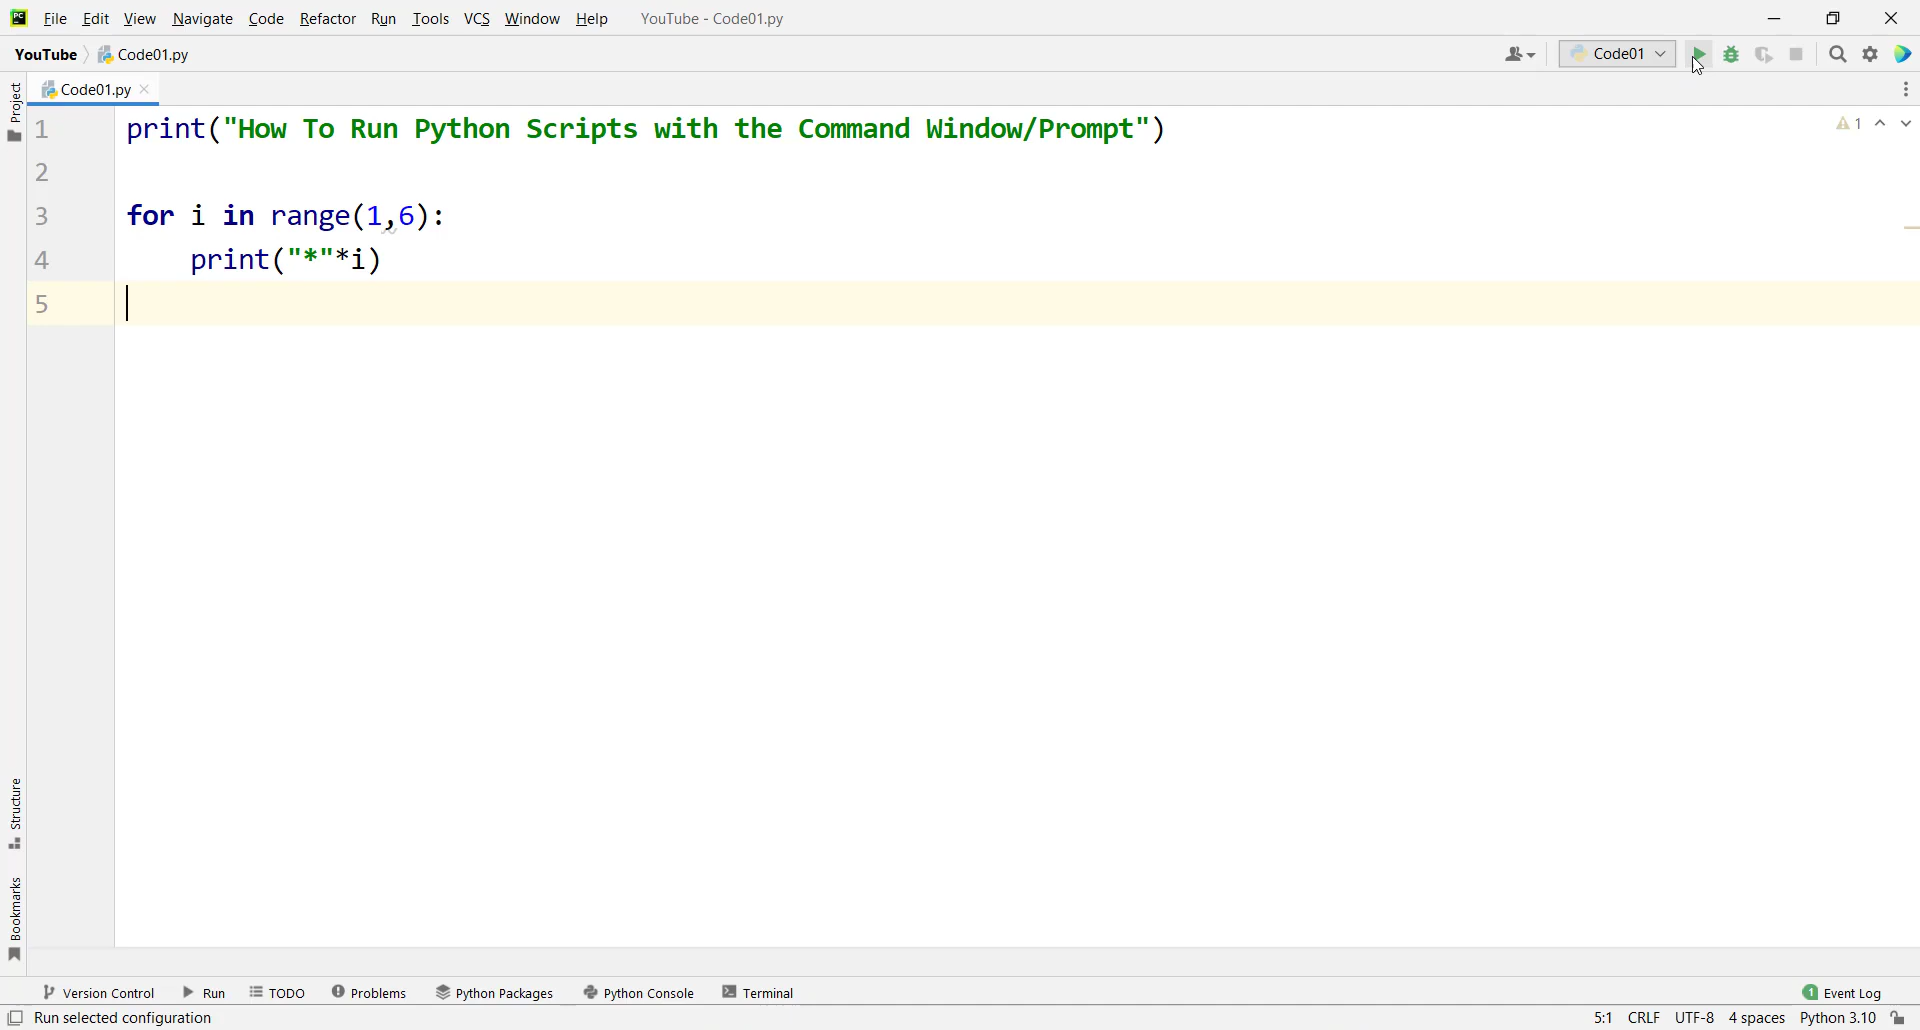 PC File Edit View Navigate Code Refactor Run Tools VCS Window Help YouTube - Code01.py
YouTube Code01.py Code01
Project
Code01.py
1 print("How To Run Python Scripts with the Command Window/Prompt") 1
2
3 for i in range(1,6):
4 print("*"*i)
5
Structure
Bookmarks
Version Control Run TODO Problems Python Packages Python Console Terminal 1 Event Log
Run selected configuration 5:1 CRLF UTF-8 4 spaces Python 3.10